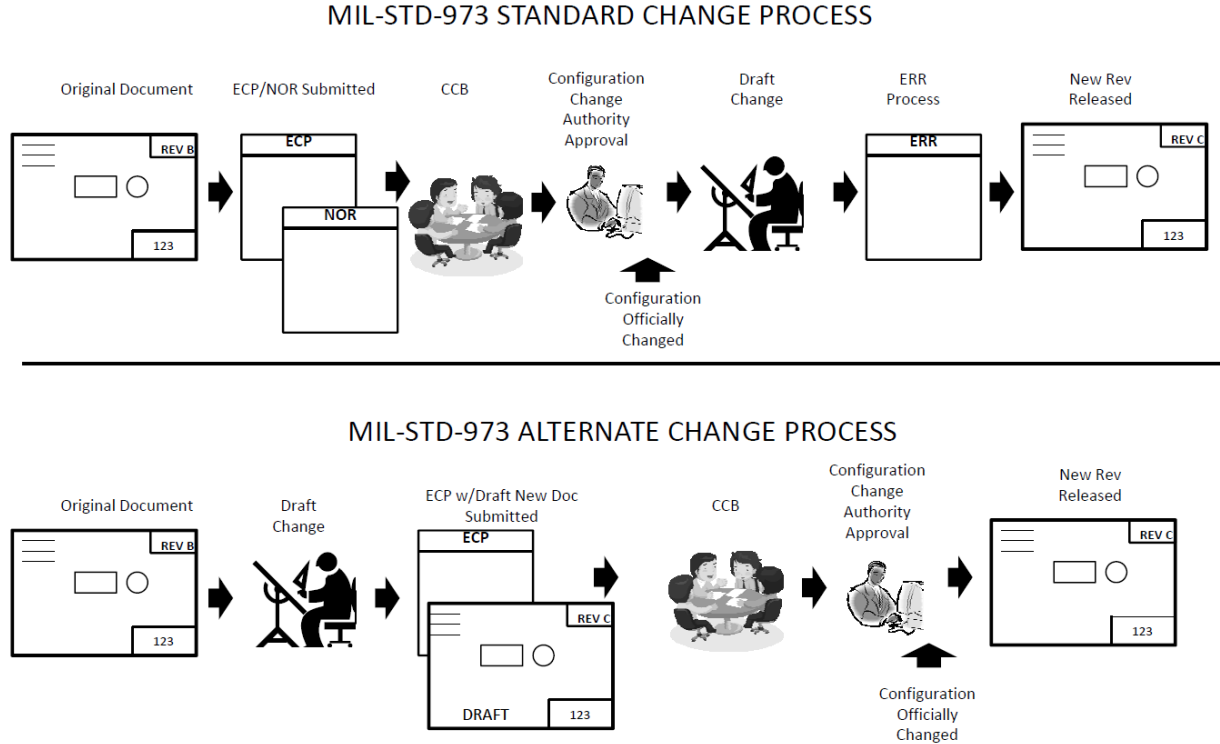 MIL-STD-973 STANDARD CHANGE PROCESS
Original Document
REV B
123
ECP/NOR Submitted
ECP
NOR
CCB
Configuration
Change
Authority
Approval
Configuration
Officially
Changed
Draft
Change
ERR
Process
ERR
New Rev
Released
REV C
123
MIL-STD-973 ALTERNATE CHANGE PROCESS
Original Document
REV B
123
Draft
Change
ECP w/Draft New Doc
Submitted
ECP
REV C
DRAFT
123
CCB
Configuration
Change
Authority
Approval
Configuration
Officially
Changed
New Rev
Released
REV C
123